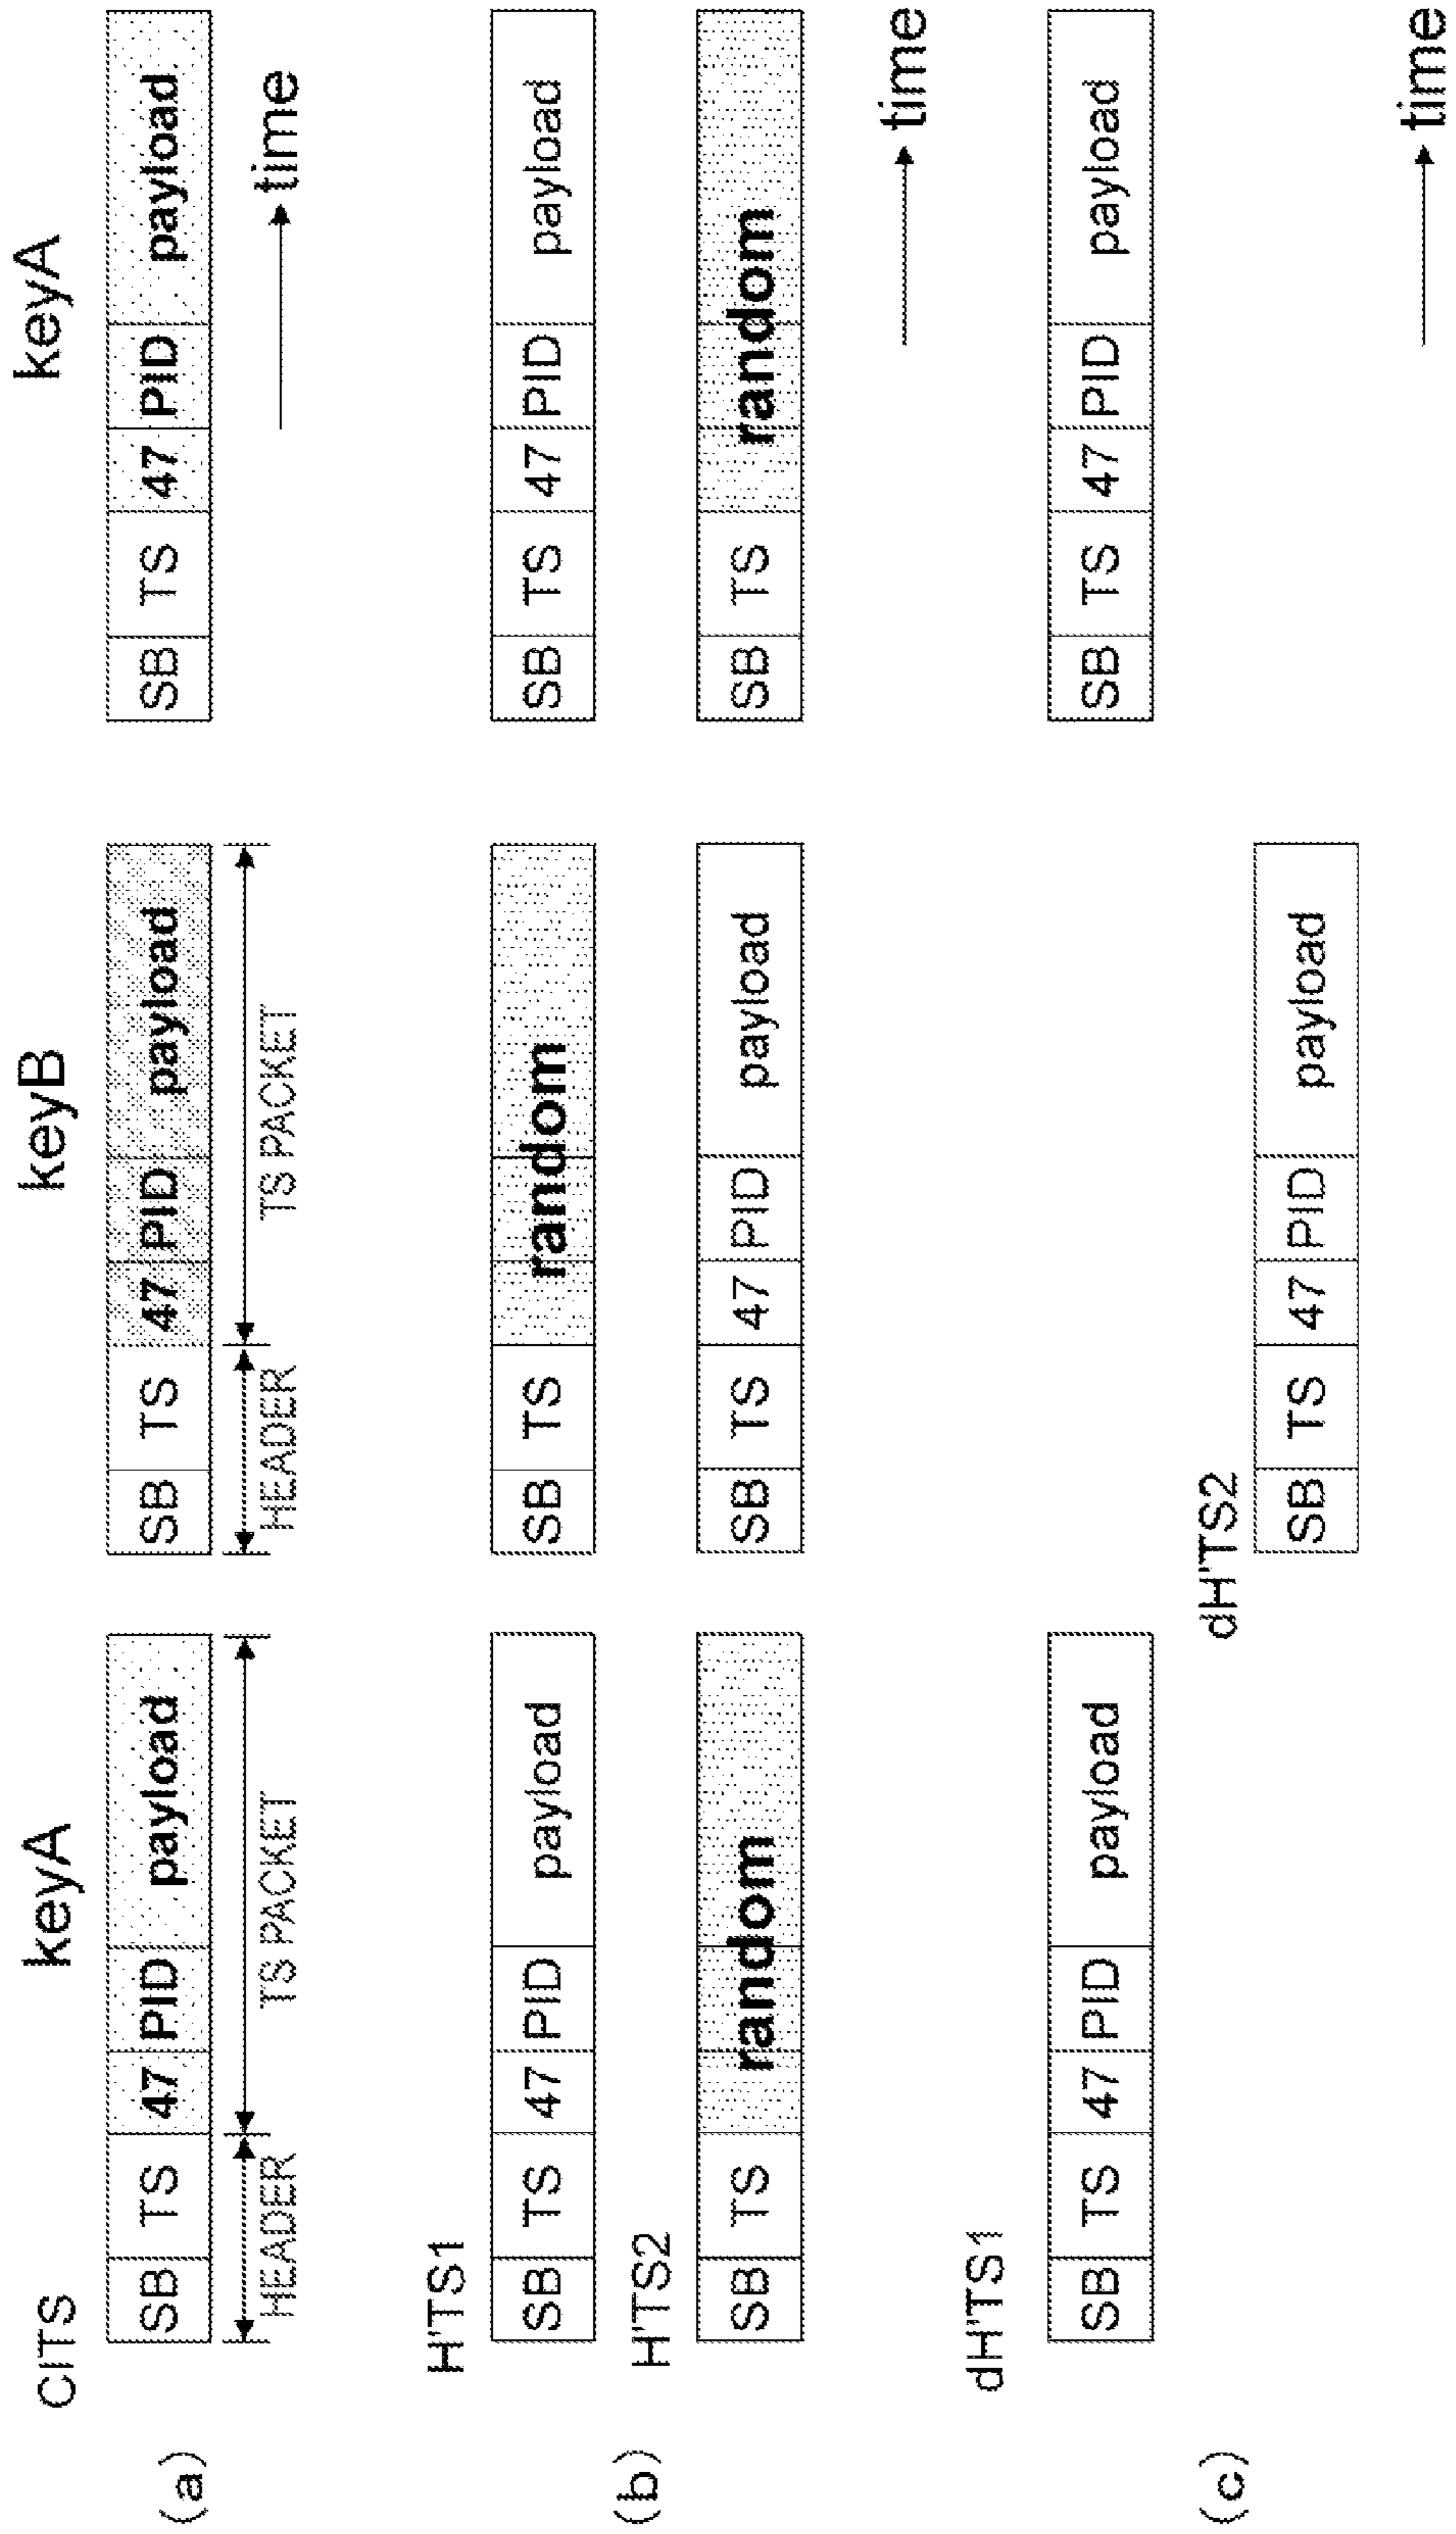 keyA keyB keyA
CITS
(a) SB TS 47 PID payload SB TS 47 PID payload SB TS 47 PID payload
HEADER TS PACKET HEADER TS PACKET time
H'TS1
(b) SB TS 47 PID payload SB TS random SB TS 47 PID payload
H'TS2
SB TS random SB TS 47 PID payload SB TS random
time
dH'TS1
(c) SB TS 47 PID payload SB TS 47 PID payload
dH'TS2
SB TS 47 PID payload
time